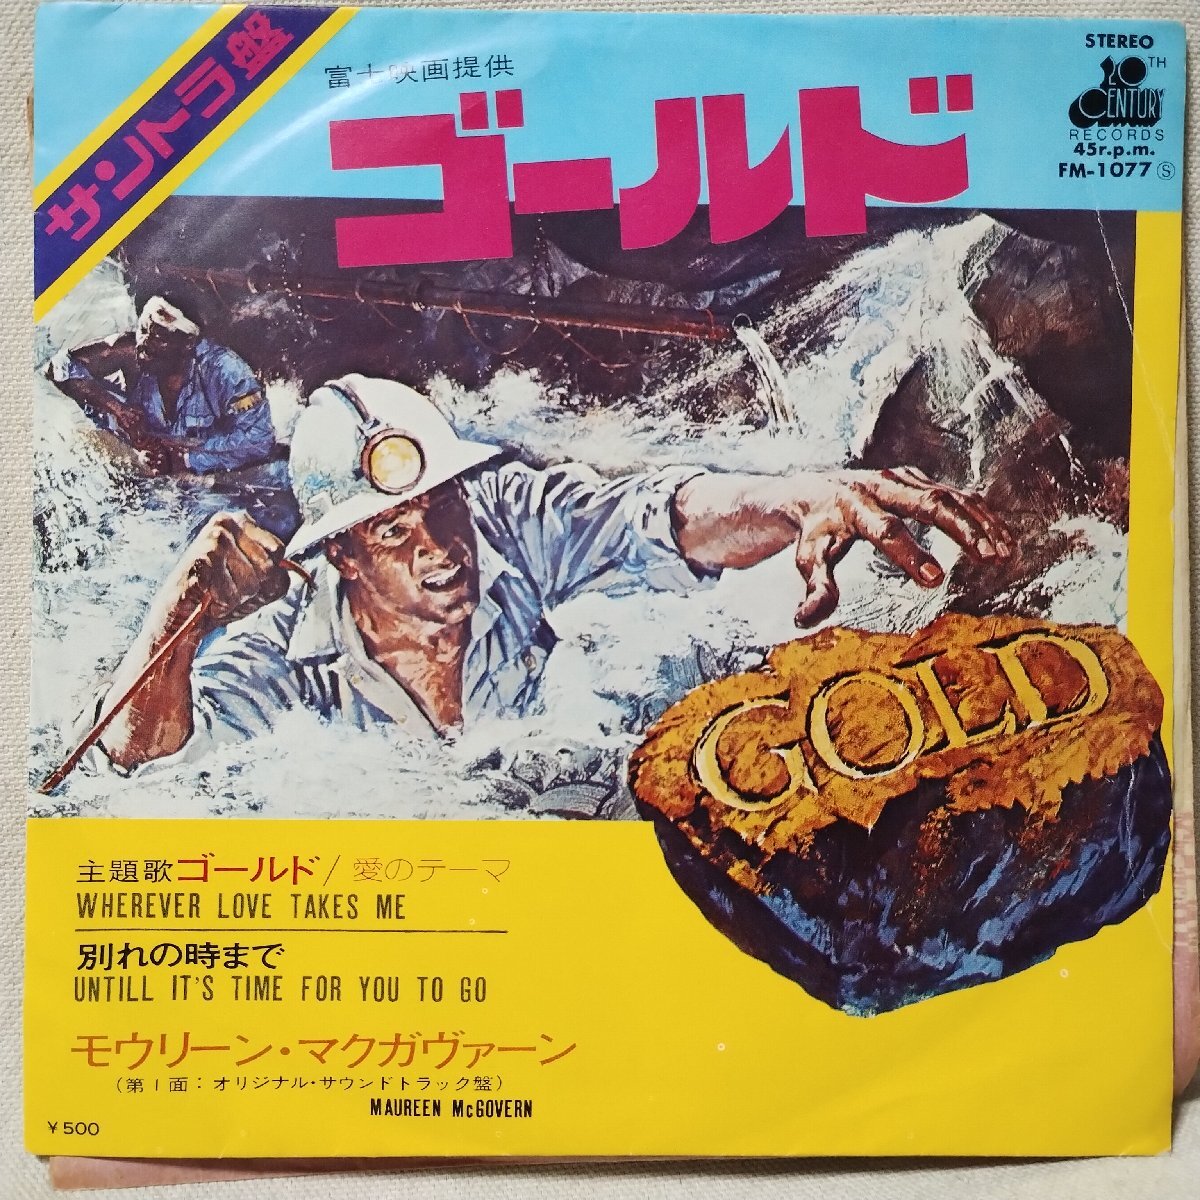 サントラ盤
富士映画提供
ゴールド
STEREO
20TH
CENTURY
RECORDS
45r.p.m.
FM-1077 Ⓢ
GOLD
主題歌ゴールド/愛のテーマ
WHEREVER LOVE TAKES ME
別れの時まで
UNTILL IT'S TIME FOR YOU TO GO
モウリーン・マクガヴァーン
(第1面:オリジナル・サウンドトラック盤)
MAUREEN McGOVERN
¥500